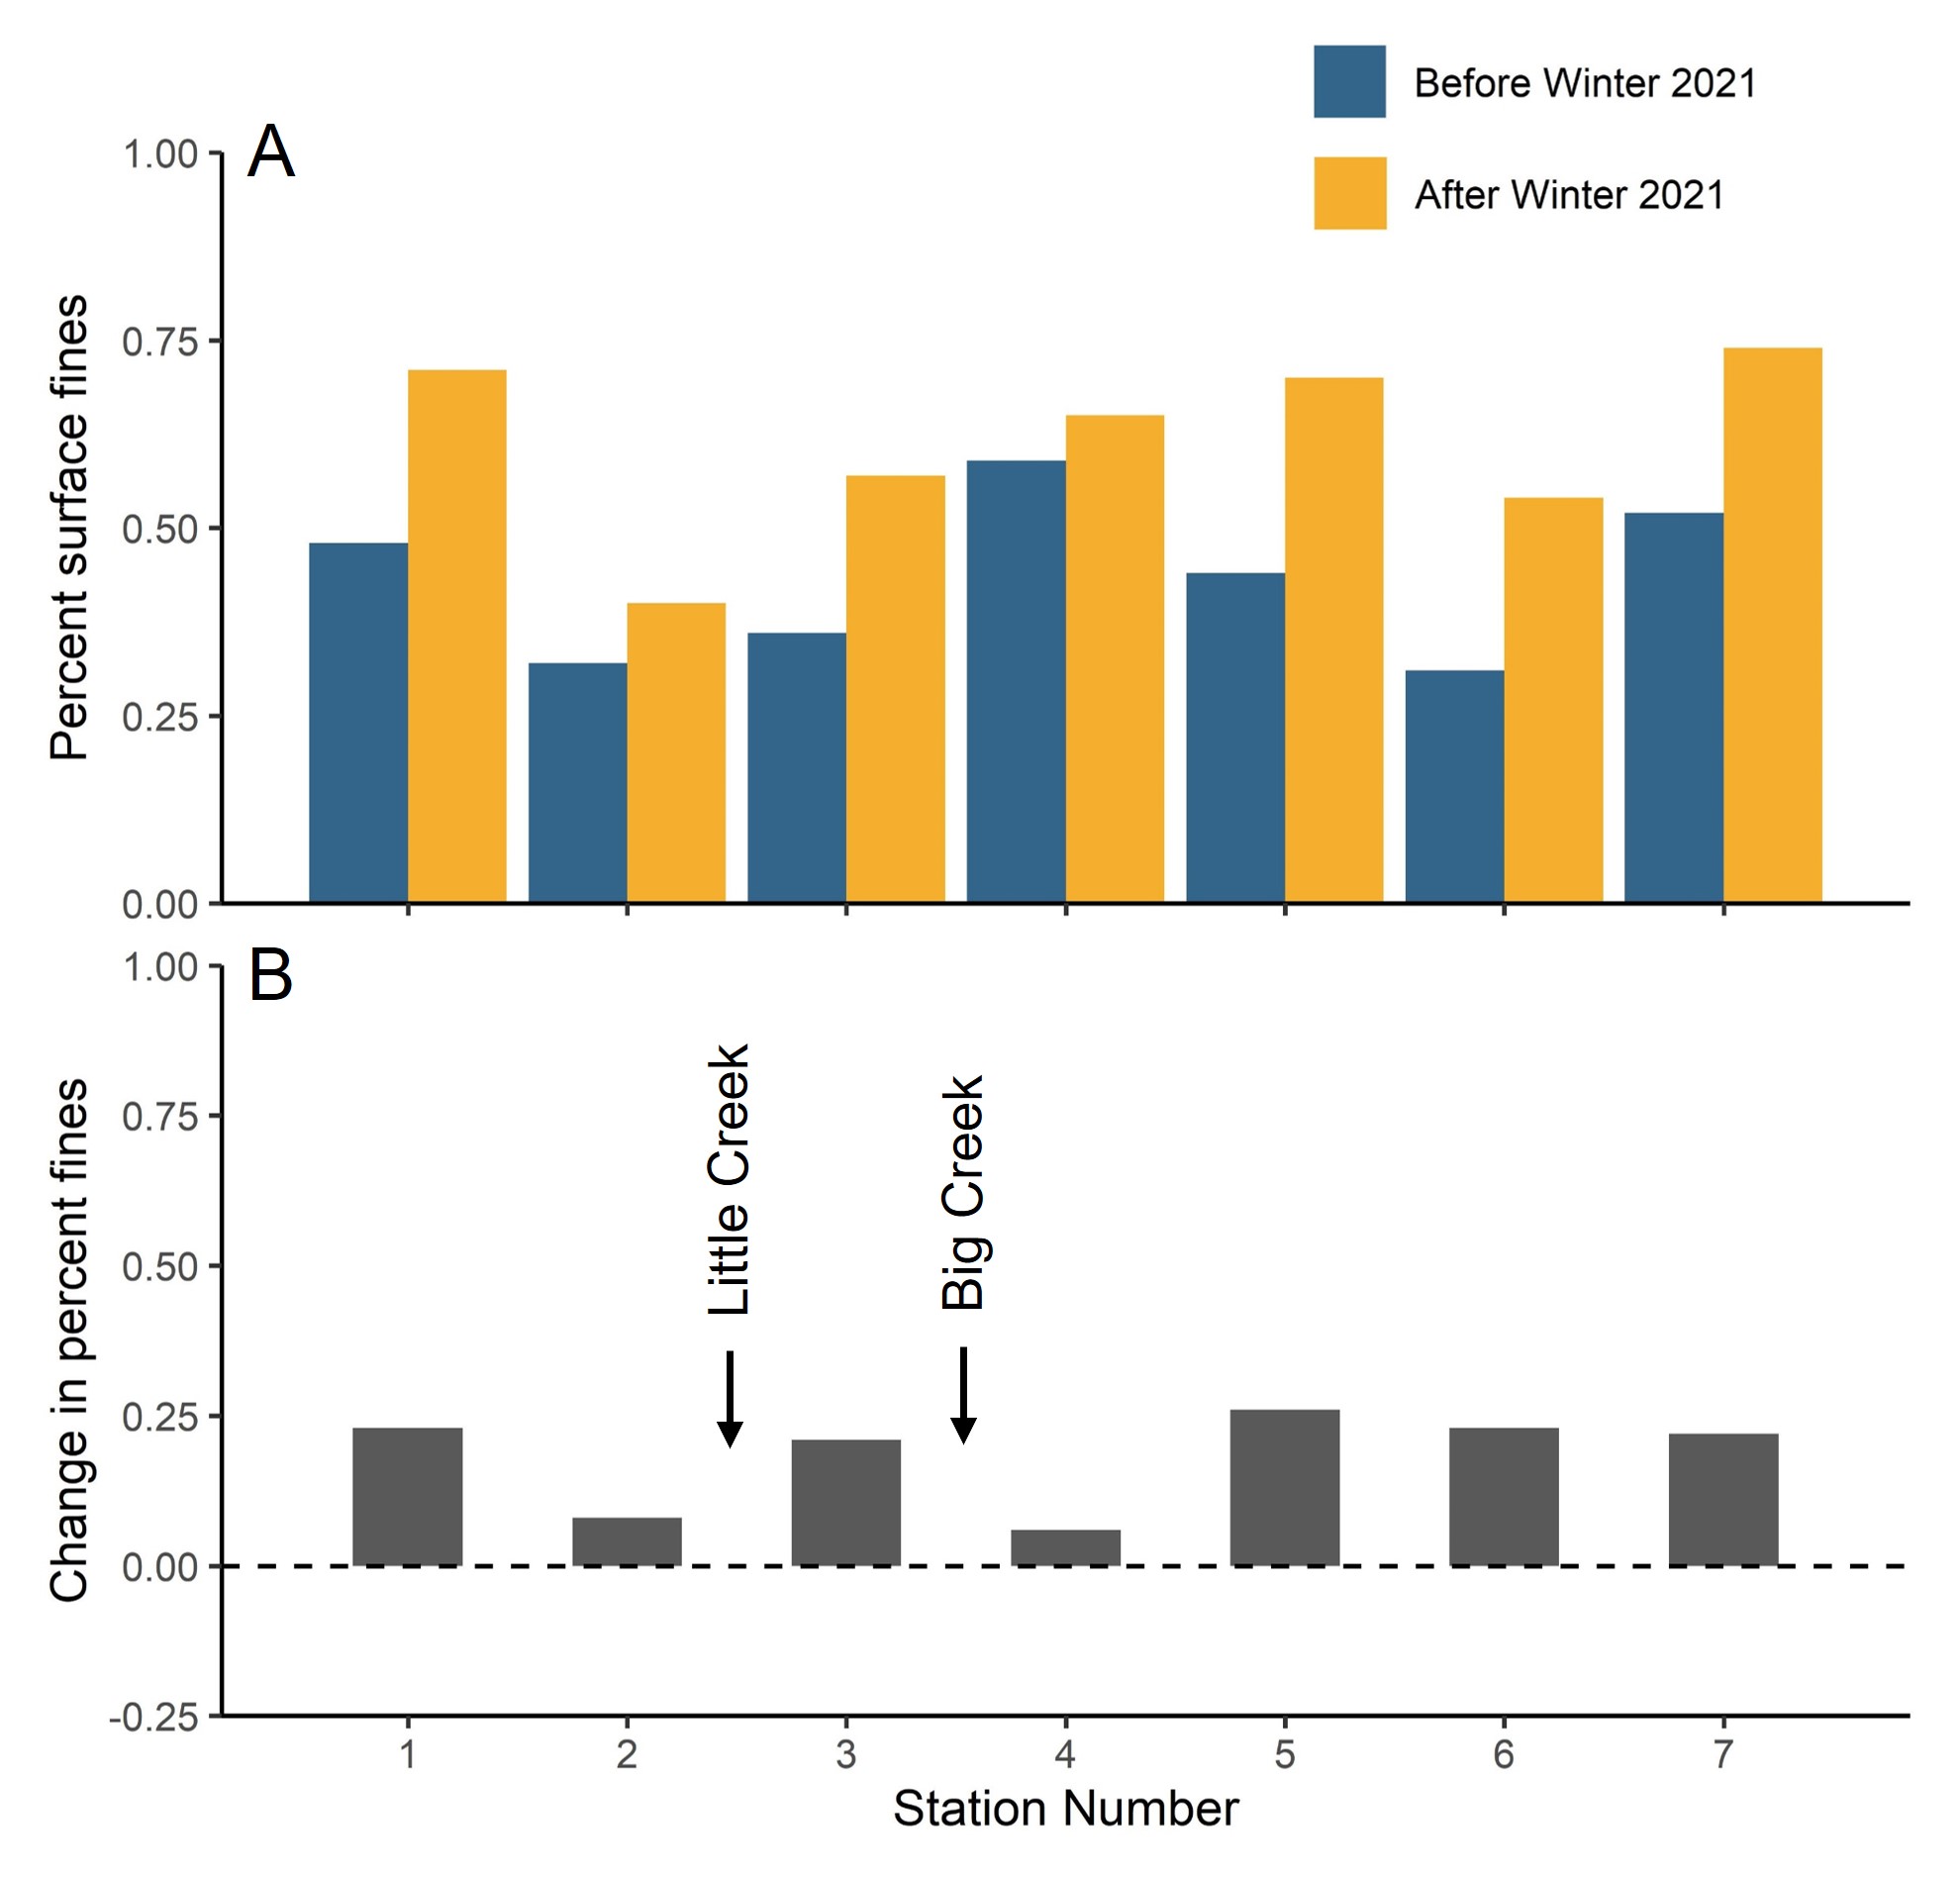 Before Winter 2021
After Winter 2021
A
1.00
0.75
0.50
0.25
0.00
Percent surface fines
B
1.00
0.75
0.50
0.25
0.00
-0.25
Change in percent fines
Little Creek
Big Creek
1 2 3 4 5 6 7
Station Number